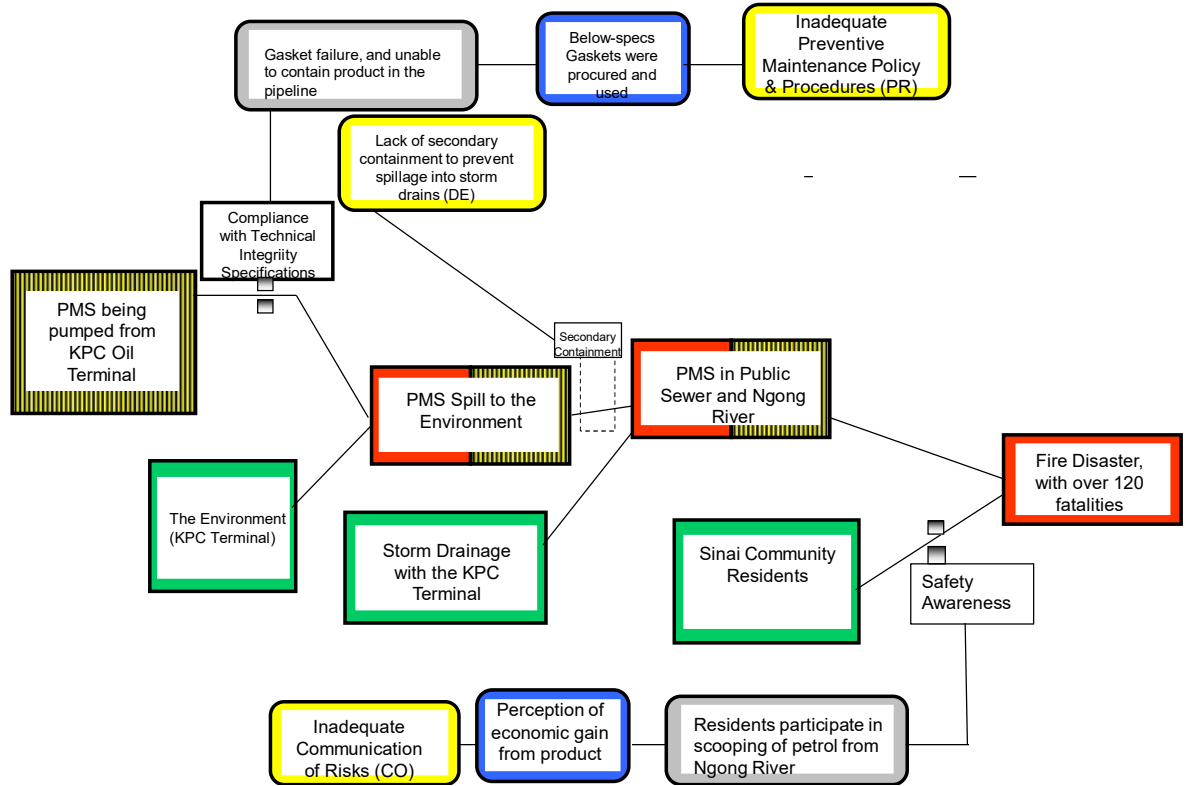 Gasket failure, and unable
to contain product in the
pipeline
Below-specs
Gaskets were
procured and
used
Inadequate
Preventive
Maintenance Policy
& Procedures (PR)
Lack of secondary
containment to prevent
spillage into storm
drains (DE)
Compliance
with Technical
Integriity
Specifications
PMS being
pumped from
KPC Oil
Terminal
Secondary
Containment
PMS Spill to the
Environment
PMS in Public
Sewer and Ngong
River
Fire Disaster,
with over 120
fatalities
The Environment
(KPC Terminal)
Storm Drainage
with the KPC
Terminal
Sinai Community
Residents
Safety
Awareness
Inadequate
Communication
of Risks (CO)
Perception of
economic gain
from product
Residents participate in
scooping of petrol from
Ngong River